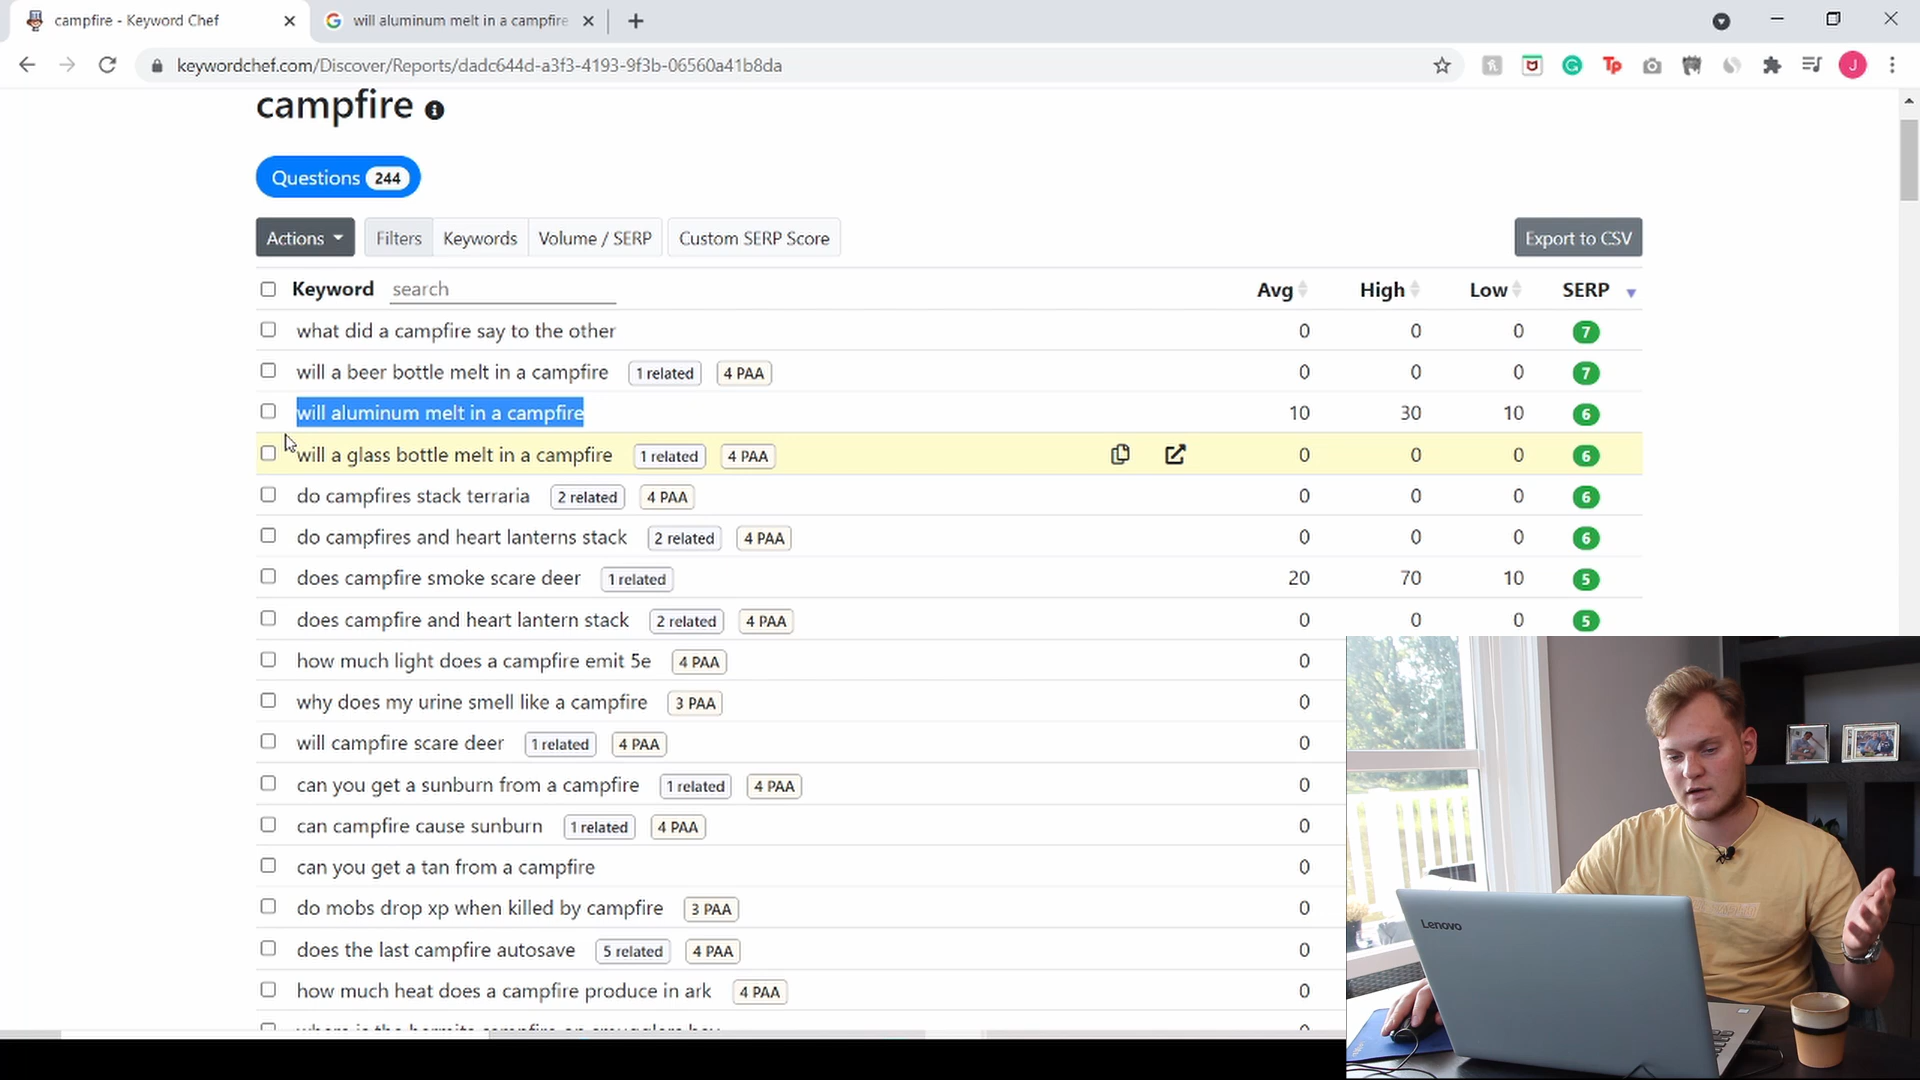 campfire - Keyword Chef
will aluminum melt in a campfire
keywordchef.com/Discover/Reports/dadc644d-a3f3-4193-9f3b-06560a41b8da
Tp
J
campfire
Questions 244
Actions Filters Keywords Volume / SERP Custom SERP Score Export to CSV
Keyword search Avg High Low SERP
what did a campfire say to the other 0 0 0 7
will a beer bottle melt in a campfire 1 related 4 PAA 0 0 0 7
will aluminum melt in a campfire 10 30 10 6
will a glass bottle melt in a campfire 1 related 4 PAA 0 0 0 6
do campfires stack terraria 2 related 4 PAA 0 0 0 6
do campfires and heart lanterns stack 2 related 4 PAA 0 0 0 6
does campfire smoke scare deer 1 related 20 70 10 5
does campfire and heart lantern stack 2 related 4 PAA 0 0 0 5
how much light does a campfire emit 5e 4 PAA 0
why does my urine smell like a campfire 3 PAA 0
will campfire scare deer 1 related 4 PAA 0
can you get a sunburn from a campfire 1 related 4 PAA 0
can campfire cause sunburn 1 related 4 PAA 0
can you get a tan from a campfire 0
do mobs drop xp when killed by campfire 3 PAA 0
does the last campfire autosave 5 related 4 PAA 0
how much heat does a campfire produce in ark 4 PAA 0
Lenovo